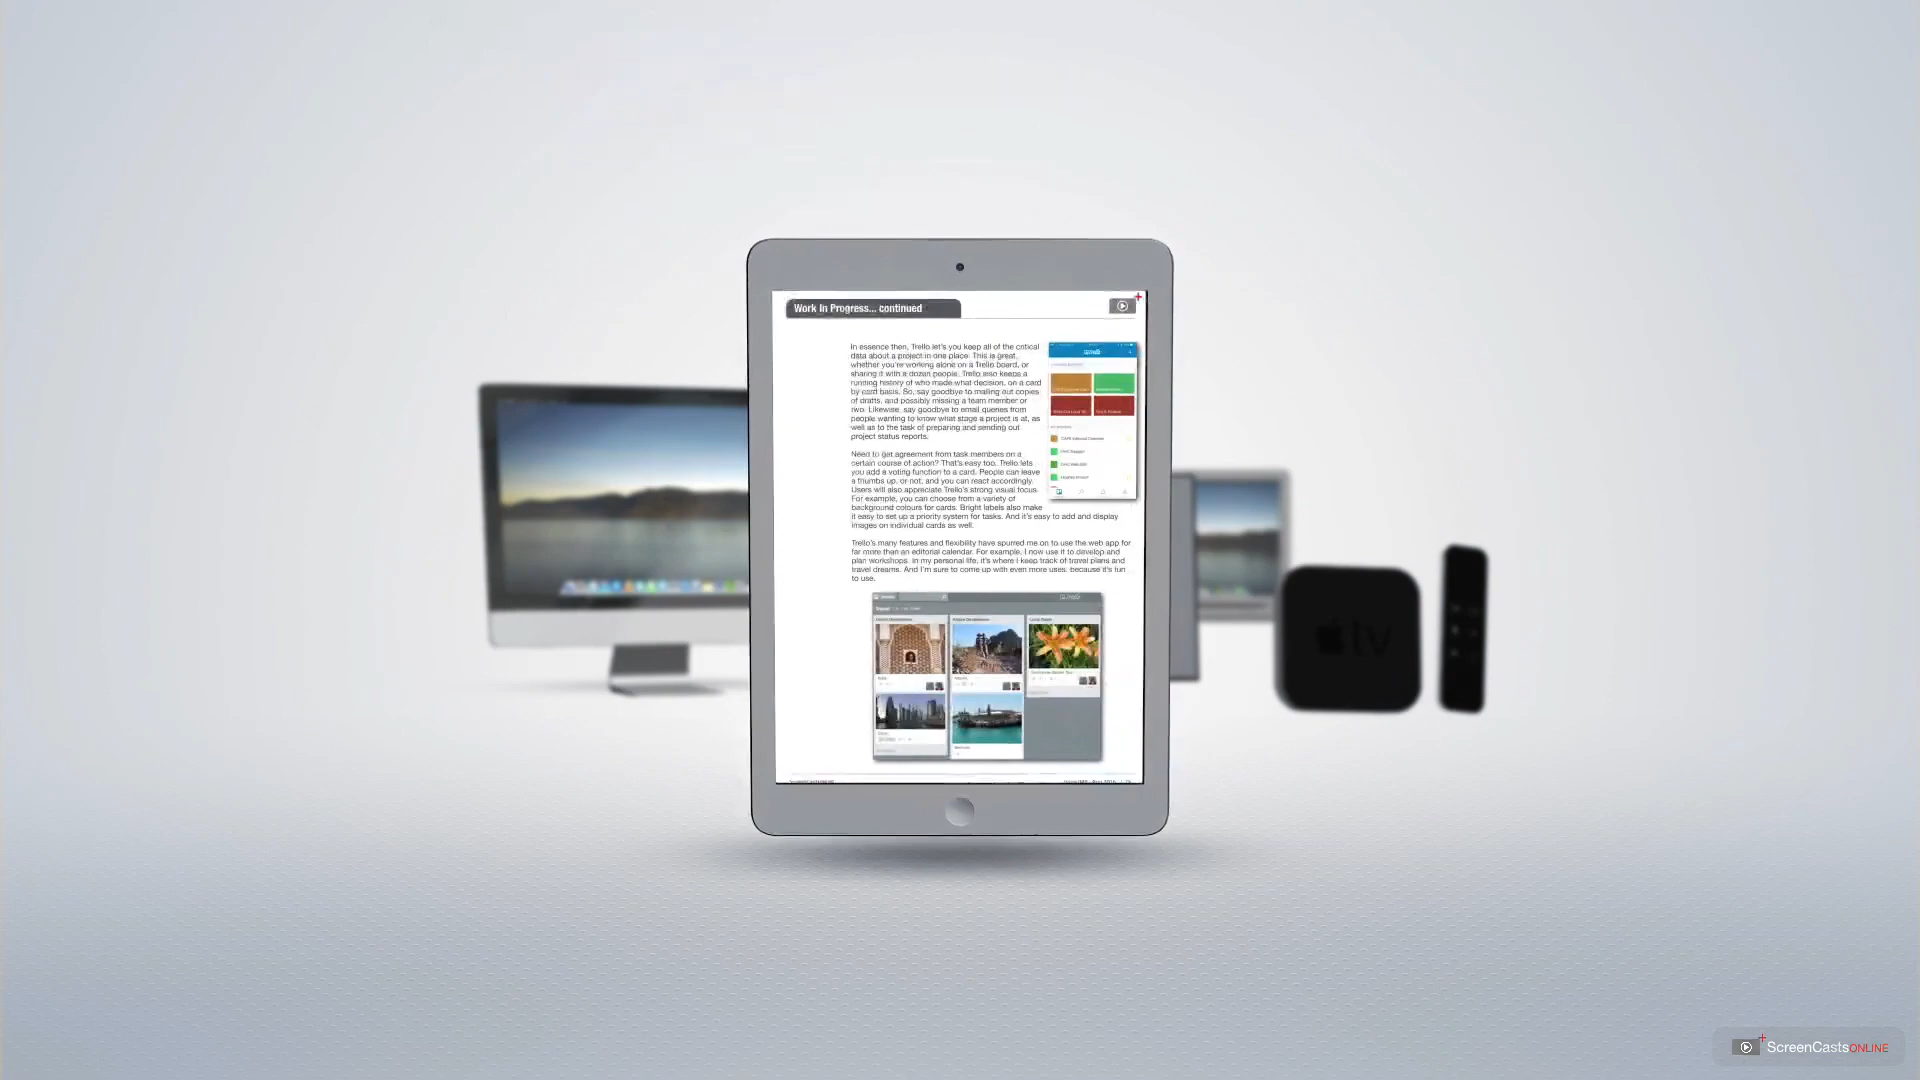 Work In Progress... continued
In essence then, Trello let's you keep all of the critical
data about a project in one place. This is great,
whether you're working alone on a Trello board, or
sharing it with a dozen people. Trello also keeps a
running history of who made what decision, on a card
by card basis. So, say goodbye to mailing out copies
of drafts, and possibly missing a team member or
two. Likewise, say goodbye to email queries from
people wanting to know what stage a project is at, as
well as to the task of preparing and sending out
project status reports.
Need to get agreement from task members on a
certain course of action? That's easy too. Trello lets
you add a voting function to a card. People can leave
a thumbs up, or not, and you can react accordingly.
Users will also appreciate Trello's strong visual focus.
For example, you can choose from a variety of
background colours for cards. Bright labels also make
it easy to set up a priority system for tasks. And it's easy to add and display
images on individual cards as well.
Trello's many features and flexibility have spurred me on to use the web app for
far more than an editorial calendar. For example, I now use it to develop and
plan workshops. In my personal life, it's where I keep track of travel plans and
travel dreams. And I'm sure to come up with even more uses, because it's fun
to use.
Travel
tv
ScreenCastsONLINE